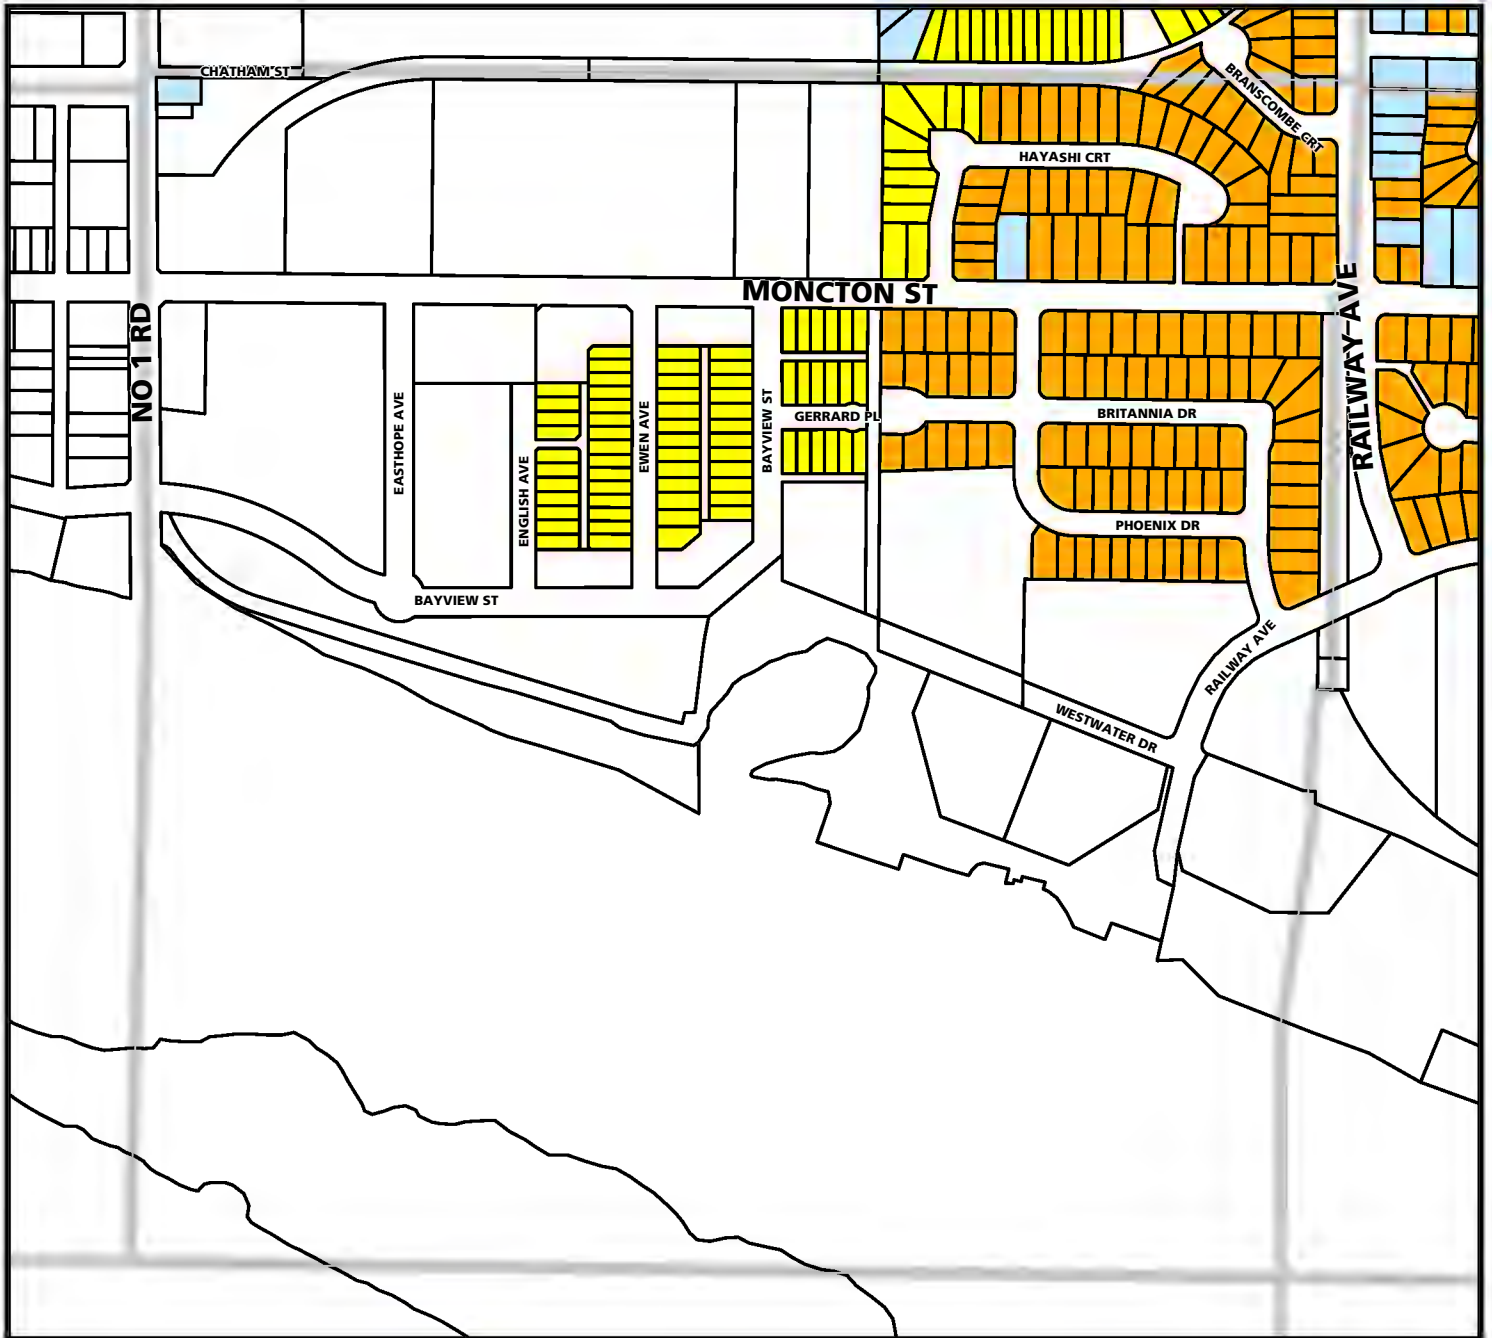 CHATHAM ST
BRANSCOMBE CRT
HAYASHI CRT
MONCTON ST
NO 1 RD
RAILWAY AVE
EASTHOPE AVE
ENGLISH AVE
EWEN AVE
BAYVIEW ST
GERRARD PL
BRITANNIA DR
PHOENIX DR
BAYVIEW ST
RAILWAY AVE
WESTWATER DR